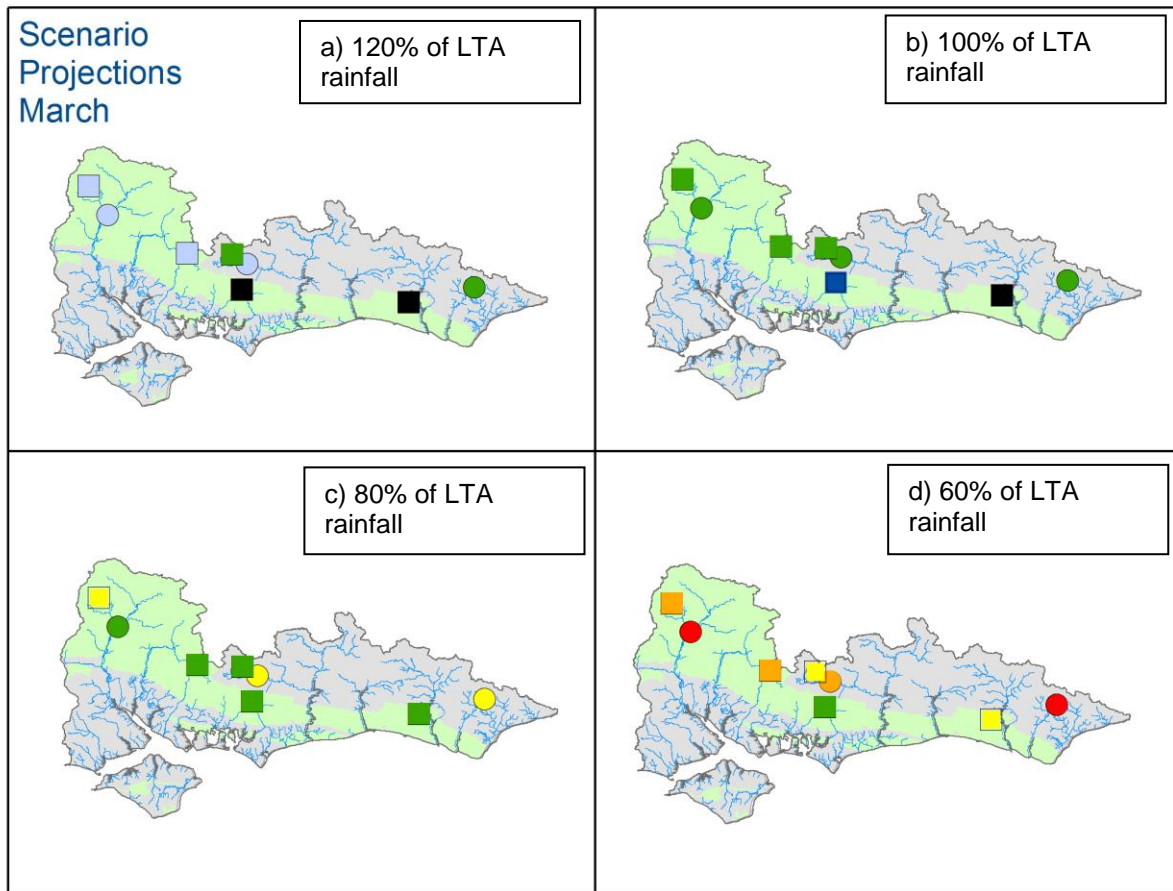 Scenario
Projections
March
a) 120% of LTA
rainfall
b) 100% of LTA
rainfall
c) 80% of LTA
rainfall
d) 60% of LTA
rainfall